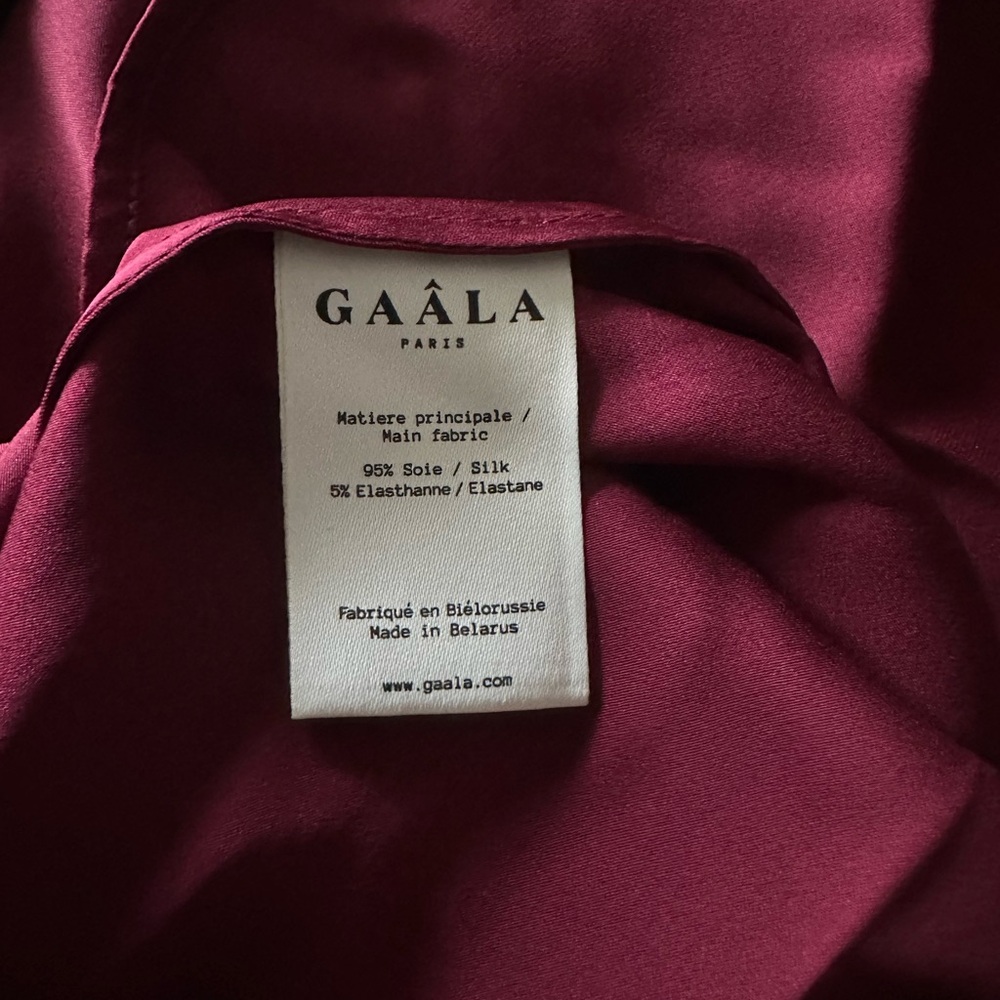 GAÂLA
PARIS
Matiere principale /
Main fabric
95% Soie / Silk
5% Elasthanne / Elastane
Fabriqué en Biélorussie
Made in Belarus
www.gaala.com